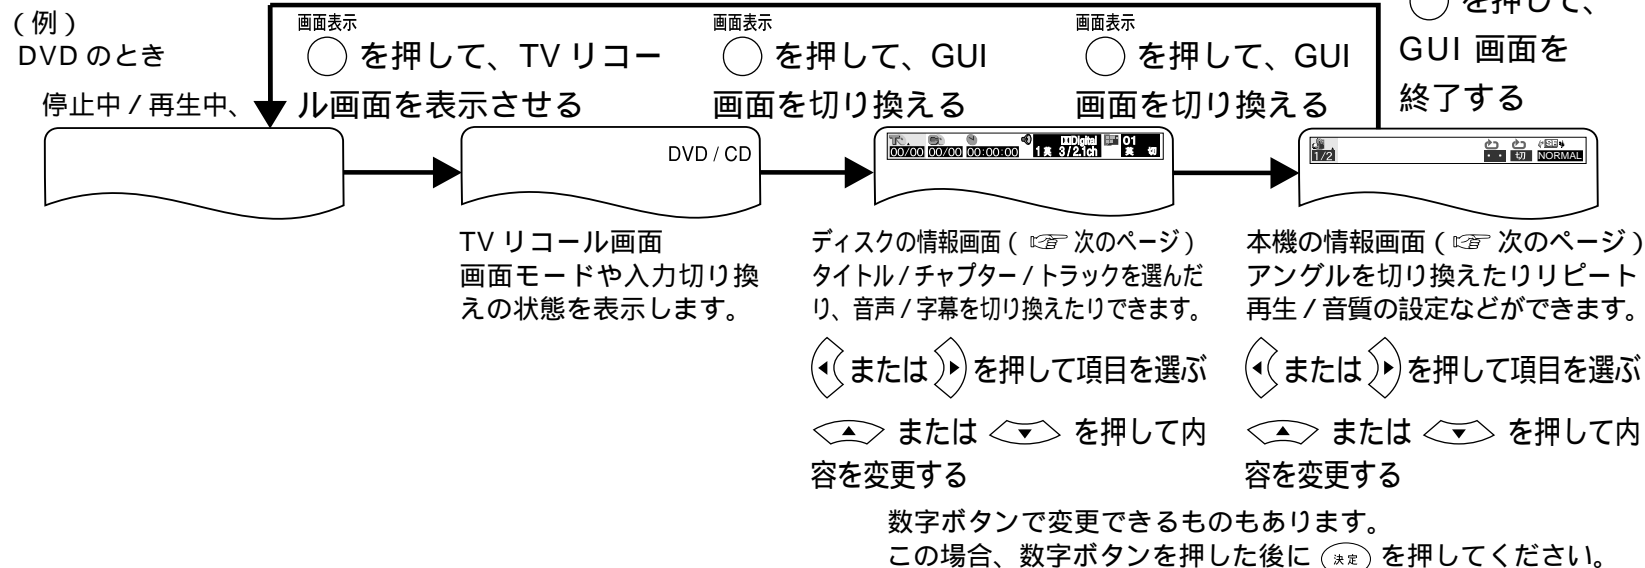 (例)
DVD のとき
停止中 / 再生中、
画面表示
を押して、TV リコー
ル画面を表示させる
画面表示
を押して、GUI
画面を切り換える
画面表示
を押して、GUI
画面を切り換える
を押して、
GUI 画面を
終了する
DVD / CD
00/00 00/00 00:00:00 1 英 3/2.1ch 01 英 切
1/2 切 NORMAL
TV リコール画面
画面モードや入力切り換
えの状態を表示します。
ディスクの情報画面 ( ☞ 次のページ )
タイトル / チャプター / トラックを選んだ
り、音声 / 字幕を切り換えたりできます。
または を押して項目を選ぶ
または を押して内
容を変更する
本機の情報画面 ( ☞ 次のページ )
アングルを切り換えたりリピート
再生 / 音質の設定などができます。
または を押して項目を選ぶ
または を押して内
容を変更する
数字ボタンで変更できるものもあります。
この場合、数字ボタンを押した後に 決定 を押してください。